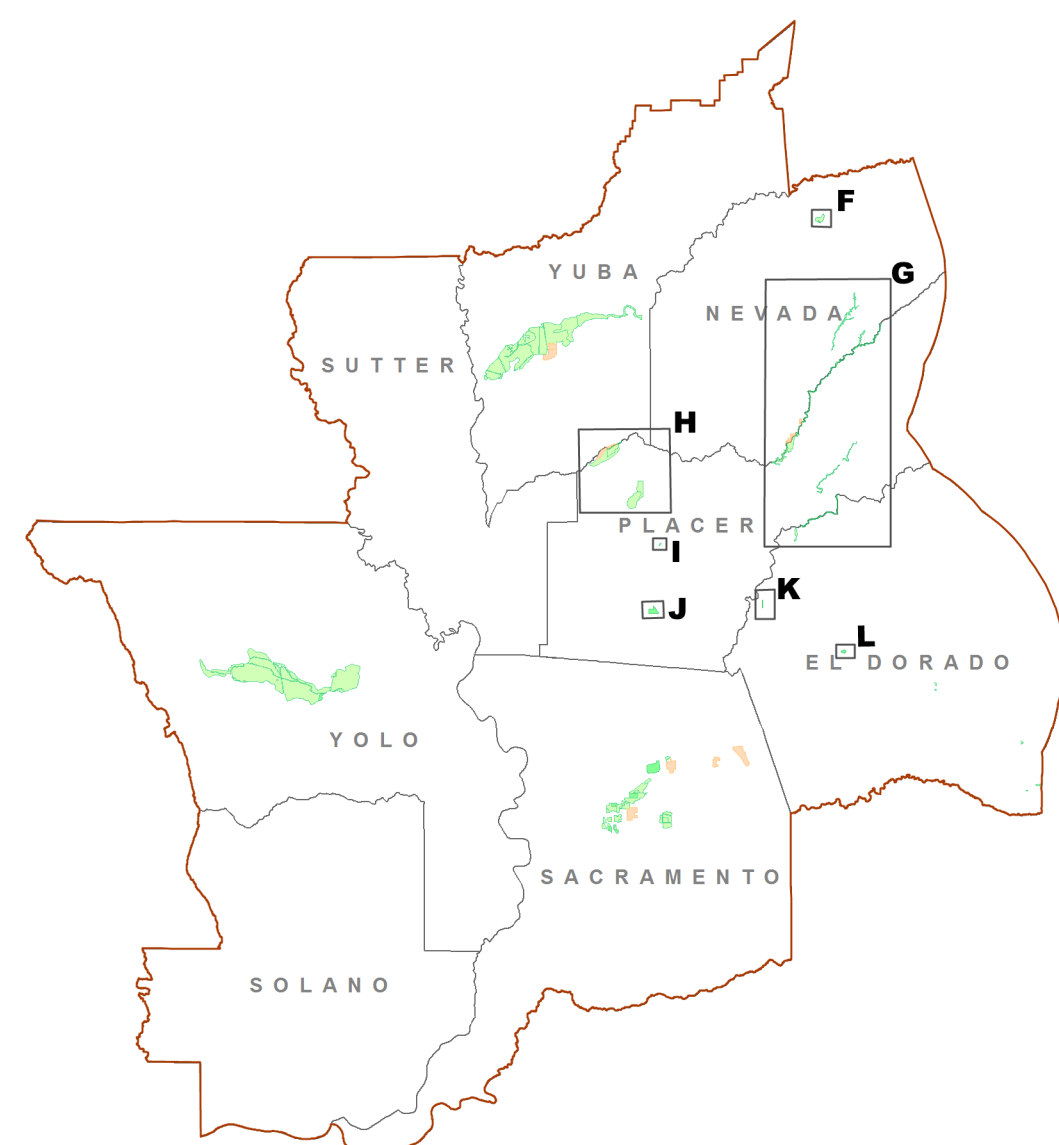 F
YUBA
G
NEVADA
SUTTER
H
PLACER
I
K
J
L
EL DORADO
YOLO
SACRAMENTO
SOLANO